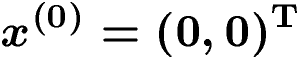 x^{(0)} = (0, 0)^T